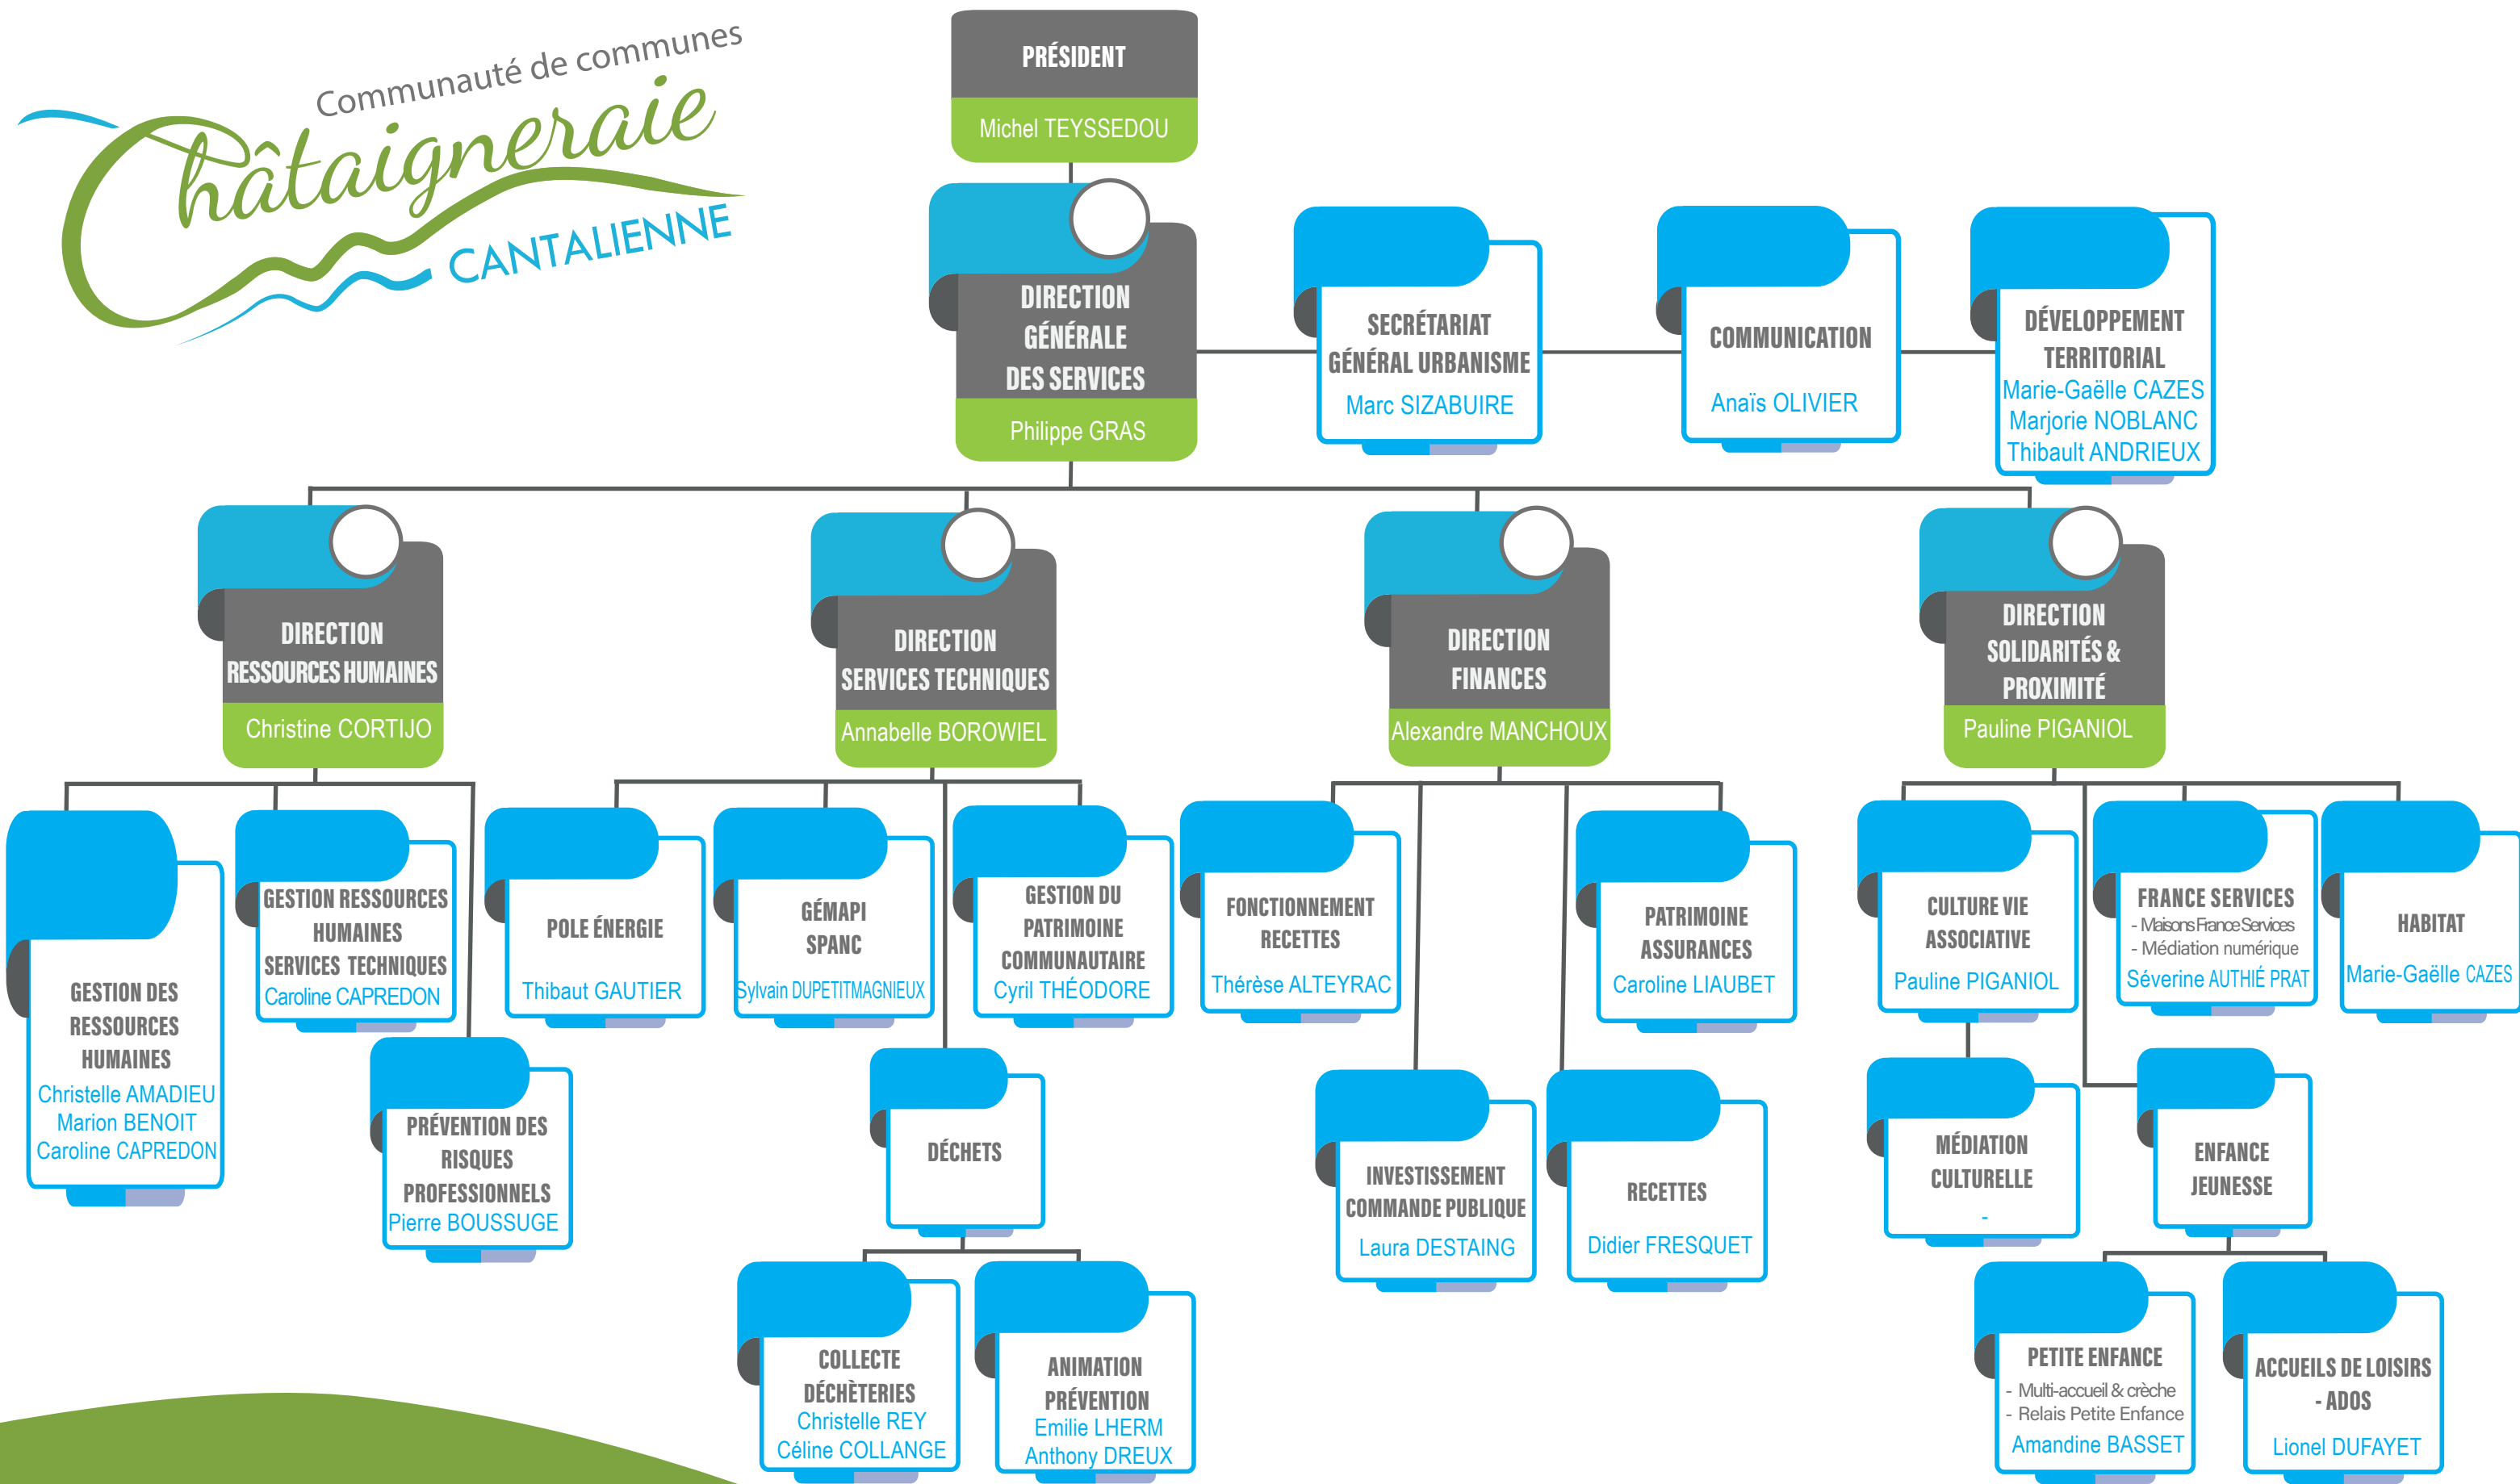 Communauté de communes
Châtaigneraie
CANTALIENNE
PRÉSIDENT
Michel TEYSSEDOU
DIRECTION
GÉNÉRALE
DES SERVICES
Philippe GRAS
SECRÉTARIAT
GÉNÉRAL URBANISME
Marc SIZABUIRE
COMMUNICATION
Anaïs OLIVIER
DÉVELOPPEMENT
TERRITORIAL
Marie-Gaëlle CAZES
Marjorie NOBLANC
Thibault ANDRIEUX
DIRECTION
RESSOURCES HUMAINES
Christine CORTIJO
DIRECTION
SERVICES TECHNIQUES
Annabelle BOROWIEL
DIRECTION
FINANCES
Alexandre MANCHOUX
DIRECTION
SOLIDARITÉS &
PROXIMITÉ
Pauline PIGANIOL
GESTION DES
RESSOURCES
HUMAINES
Christelle AMADIEU
Marion BENOIT
Caroline CAPREDON
GESTION RESSOURCES
HUMAINES
SERVICES TECHNIQUES
Caroline CAPREDON
PRÉVENTION DES
RISQUES
PROFESSIONNELS
Pierre BOUSSUGE
POLE ÉNERGIE
Thibaut GAUTIER
GÉMAPI
SPANC
Sylvain DUPETITMAGNIEUX
GESTION DU
PATRIMOINE
COMMUNAUTAIRE
Cyril THÉODORE
DÉCHETS
COLLECTE
DÉCHÈTERIES
Christelle REY
Céline COLLANGE
ANIMATION
PRÉVENTION
Emilie LHERM
Anthony DREUX
FONCTIONNEMENT
RECETTES
Thérèse ALTEYRAC
INVESTISSEMENT
COMMANDE PUBLIQUE
Laura DESTAING
RECETTES
Didier FRESQUET
PATRIMOINE
ASSURANCES
Caroline LIAUBET
CULTURE VIE
ASSOCIATIVE
Pauline PIGANIOL
MÉDIATION
CULTURELLE
-
FRANCE SERVICES
- Maisons France Services
- Médiation numérique
Séverine AUTHIÉ PRAT
HABITAT
Marie-Gaëlle CAZES
ENFANCE
JEUNESSE
PETITE ENFANCE
- Multi-accueil & crèche
- Relais Petite Enfance
Amandine BASSET
ACCUEILS DE LOISIRS
- ADOS
Lionel DUFAYET